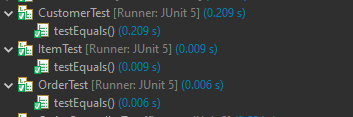 CustomerTest [Runner: JUnit 5] (0.209 s)
testEquals() (0.209 s)
ItemTest [Runner: JUnit 5] (0.009 s)
testEquals() (0.009 s)
OrderTest [Runner: JUnit 5] (0.006 s)
testEquals() (0.006 s)